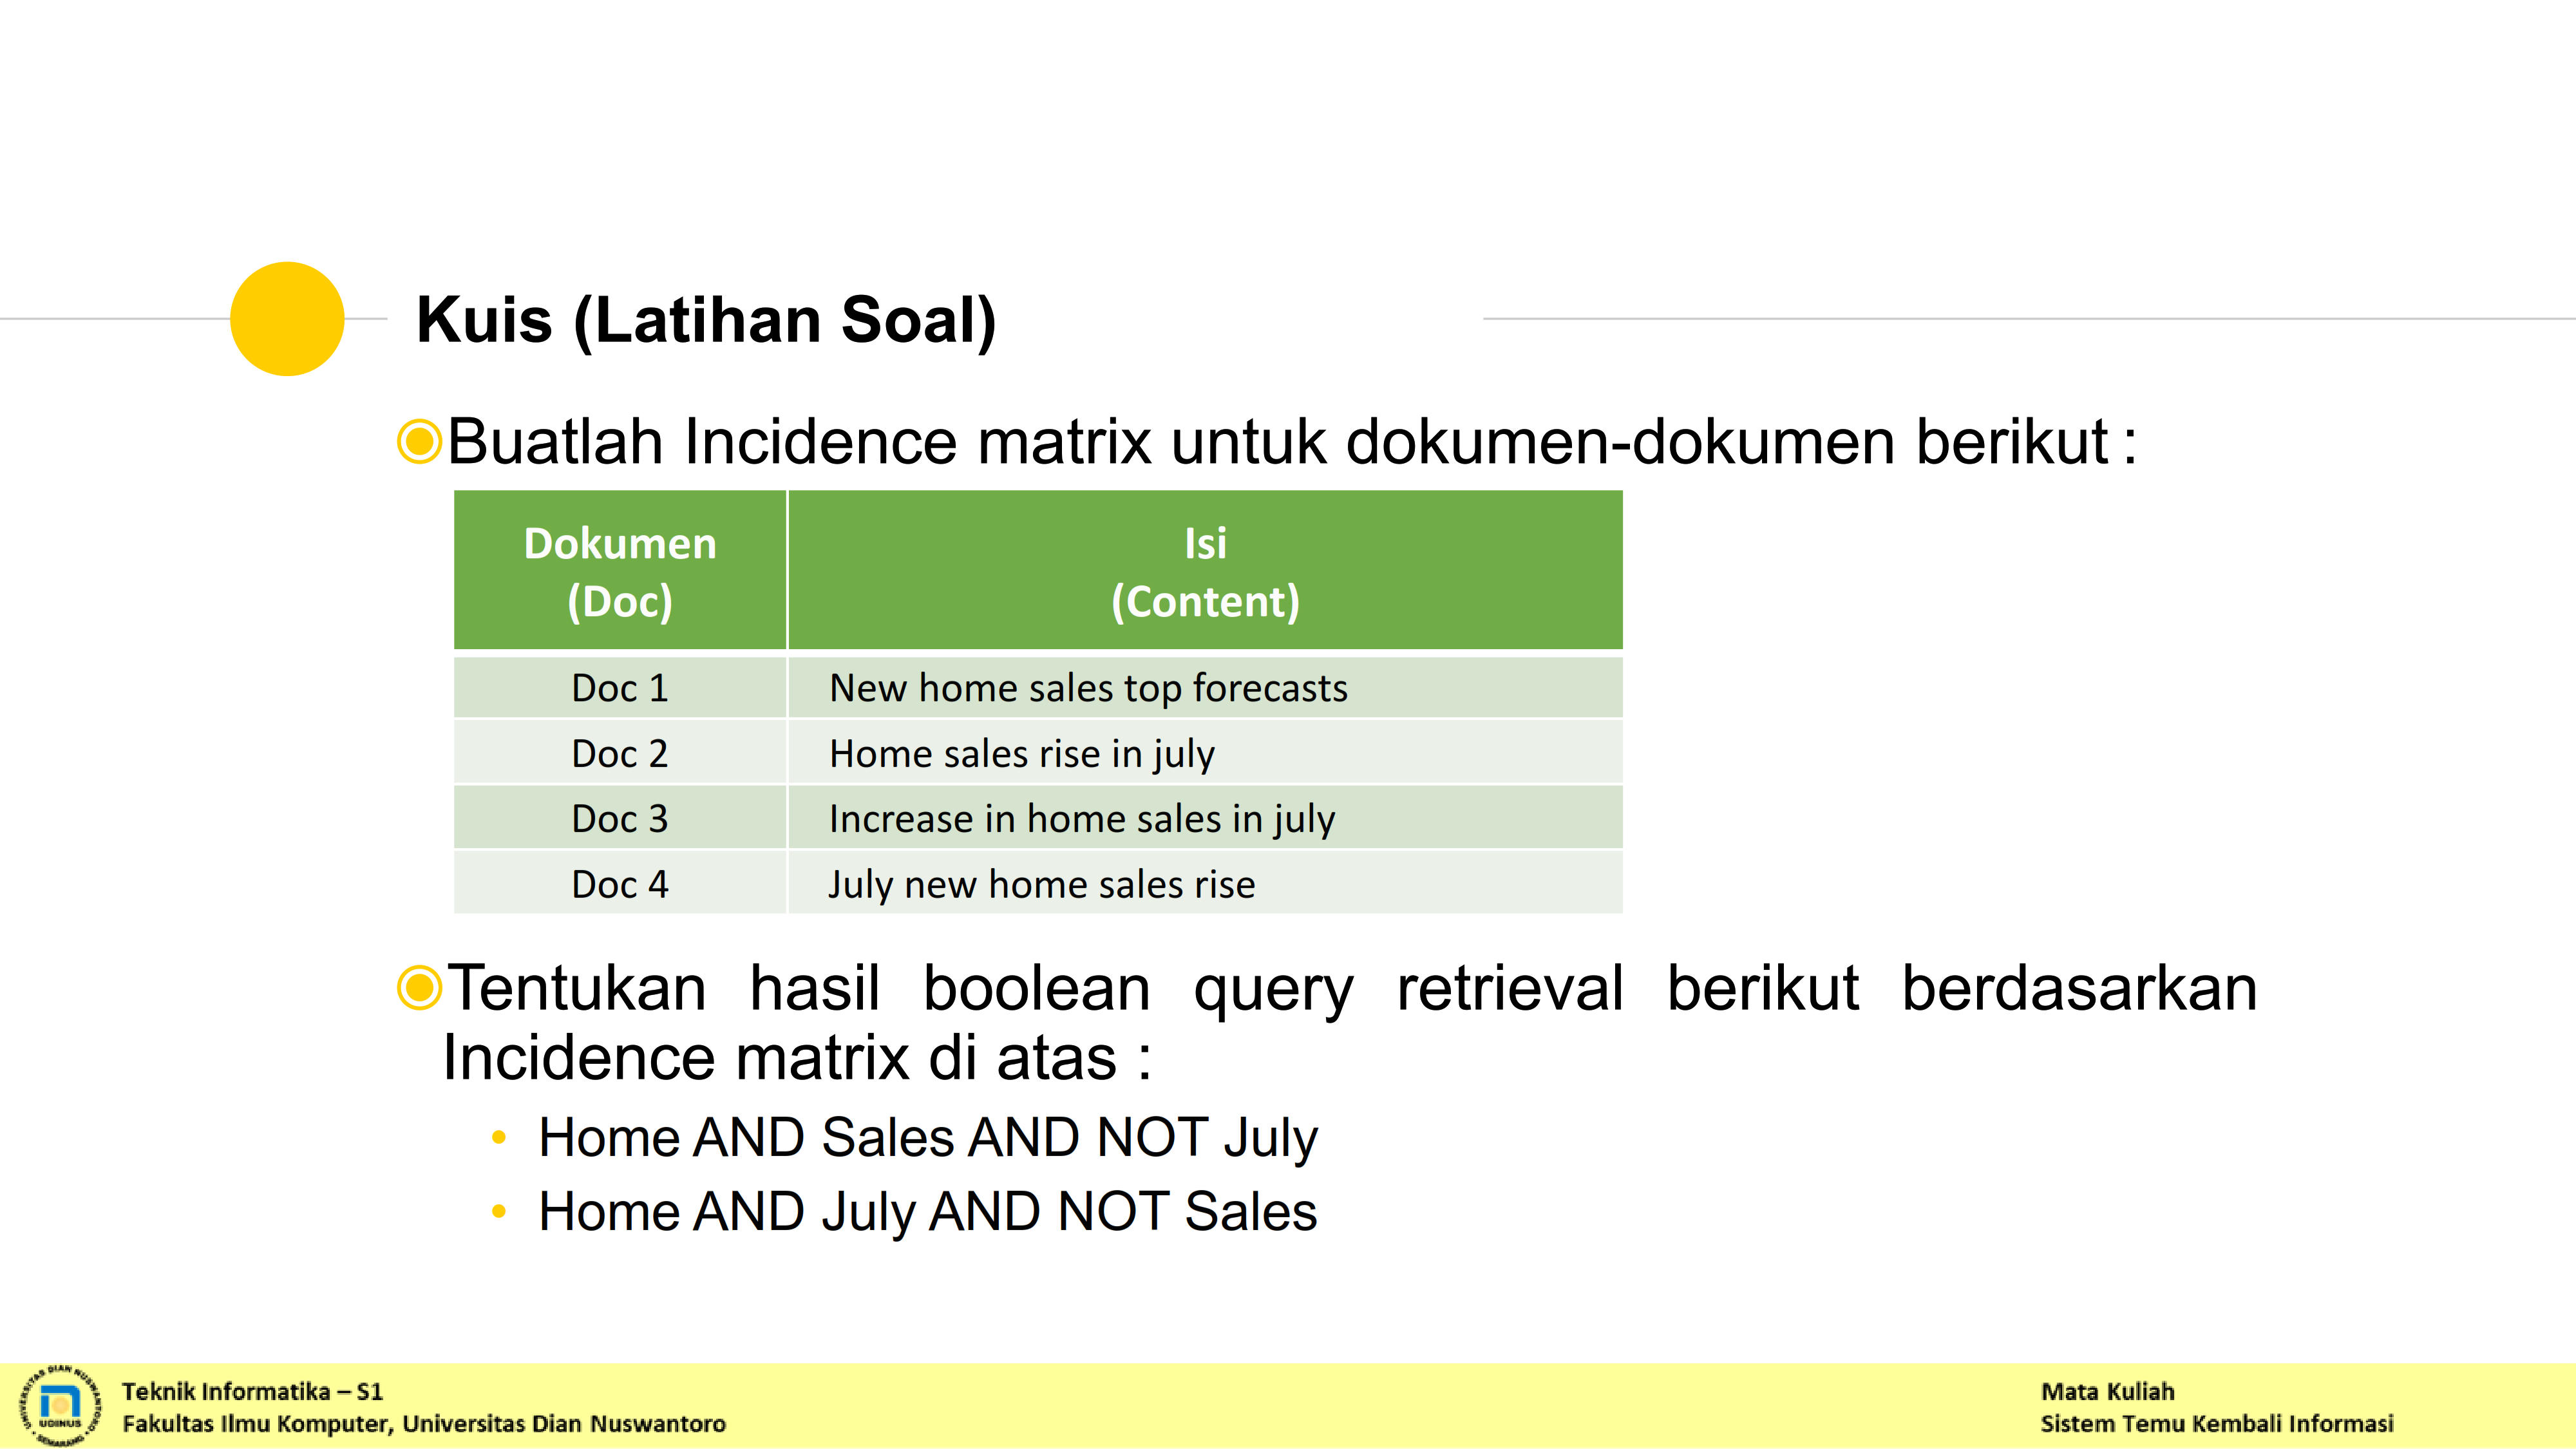 Kuis (Latihan Soal)
Buatlah Incidence matrix untuk dokumen-dokumen berikut :
Dokumen (Doc) Isi (Content)
Doc 1 New home sales top forecasts
Doc 2 Home sales rise in july
Doc 3 Increase in home sales in july
Doc 4 July new home sales rise
Tentukan hasil boolean query retrieval berikut berdasarkan
Incidence matrix di atas :
• Home AND Sales AND NOT July
• Home AND July AND NOT Sales
UNIVERSITAS DIAN NUSWANTORO
UDINUS
SEMARANG
Teknik Informatika – S1
Fakultas Ilmu Komputer, Universitas Dian Nuswantoro
Mata Kuliah
Sistem Temu Kembali Informasi